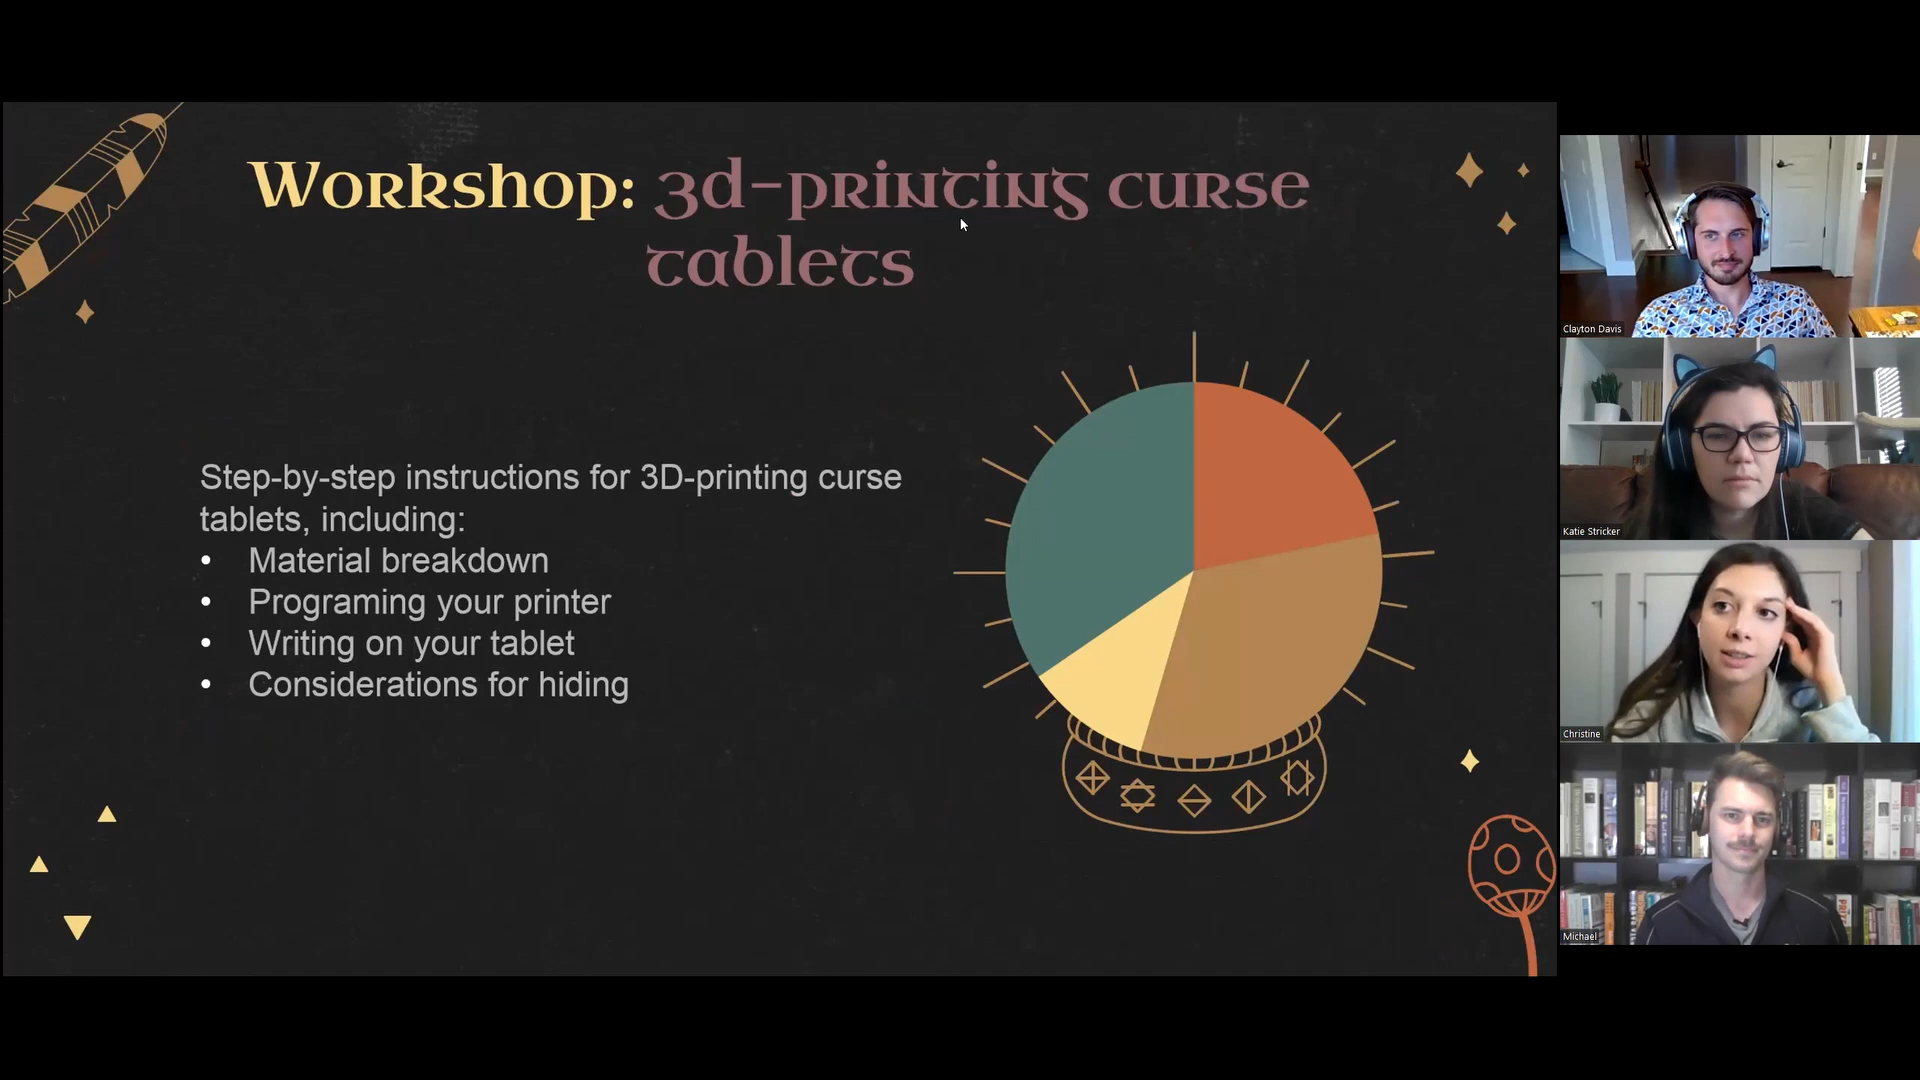 Workshop: 3d-printing curse
tablets
Step-by-step instructions for 3D-printing curse
tablets, including:
• Material breakdown
• Programing your printer
• Writing on your tablet
• Considerations for hiding
Clayton Davis
Katie Stricker
Christine
Michael